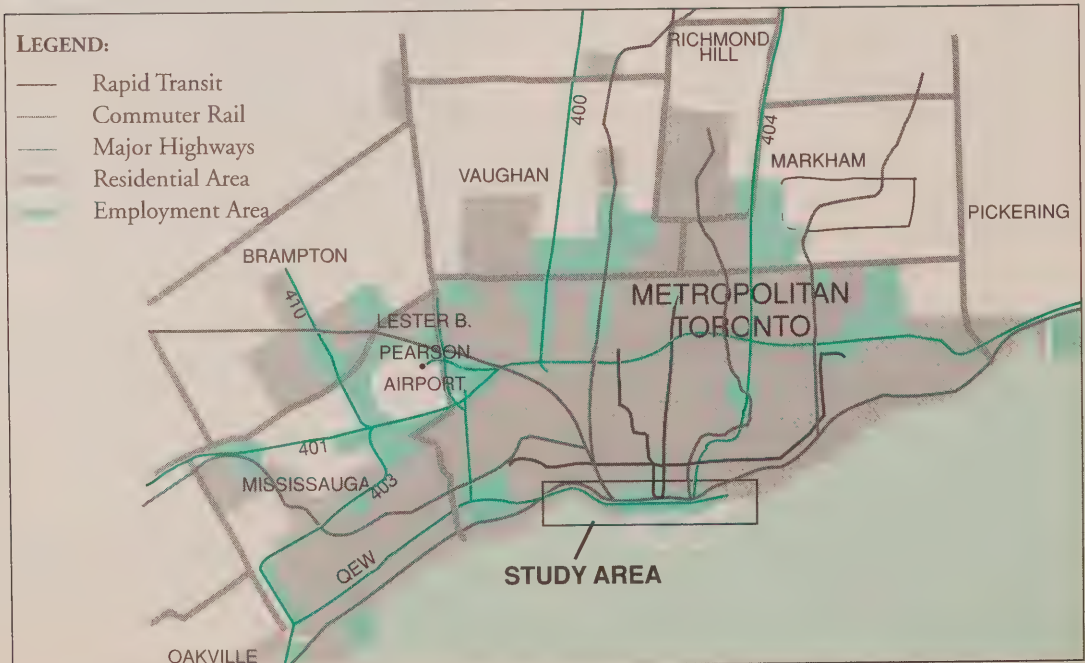 LEGEND:
Rapid Transit
Commuter Rail
Major Highways
Residential Area
Employment Area
RICHMOND
HILL
400
404
MARKHAM
VAUGHAN
PICKERING
BRAMPTON
410
METROPOLITAN
TORONTO
LESTER B.
PEARSON
AIRPORT
401
MISSISSAUGA
403
QEW
STUDY AREA
OAKVILLE